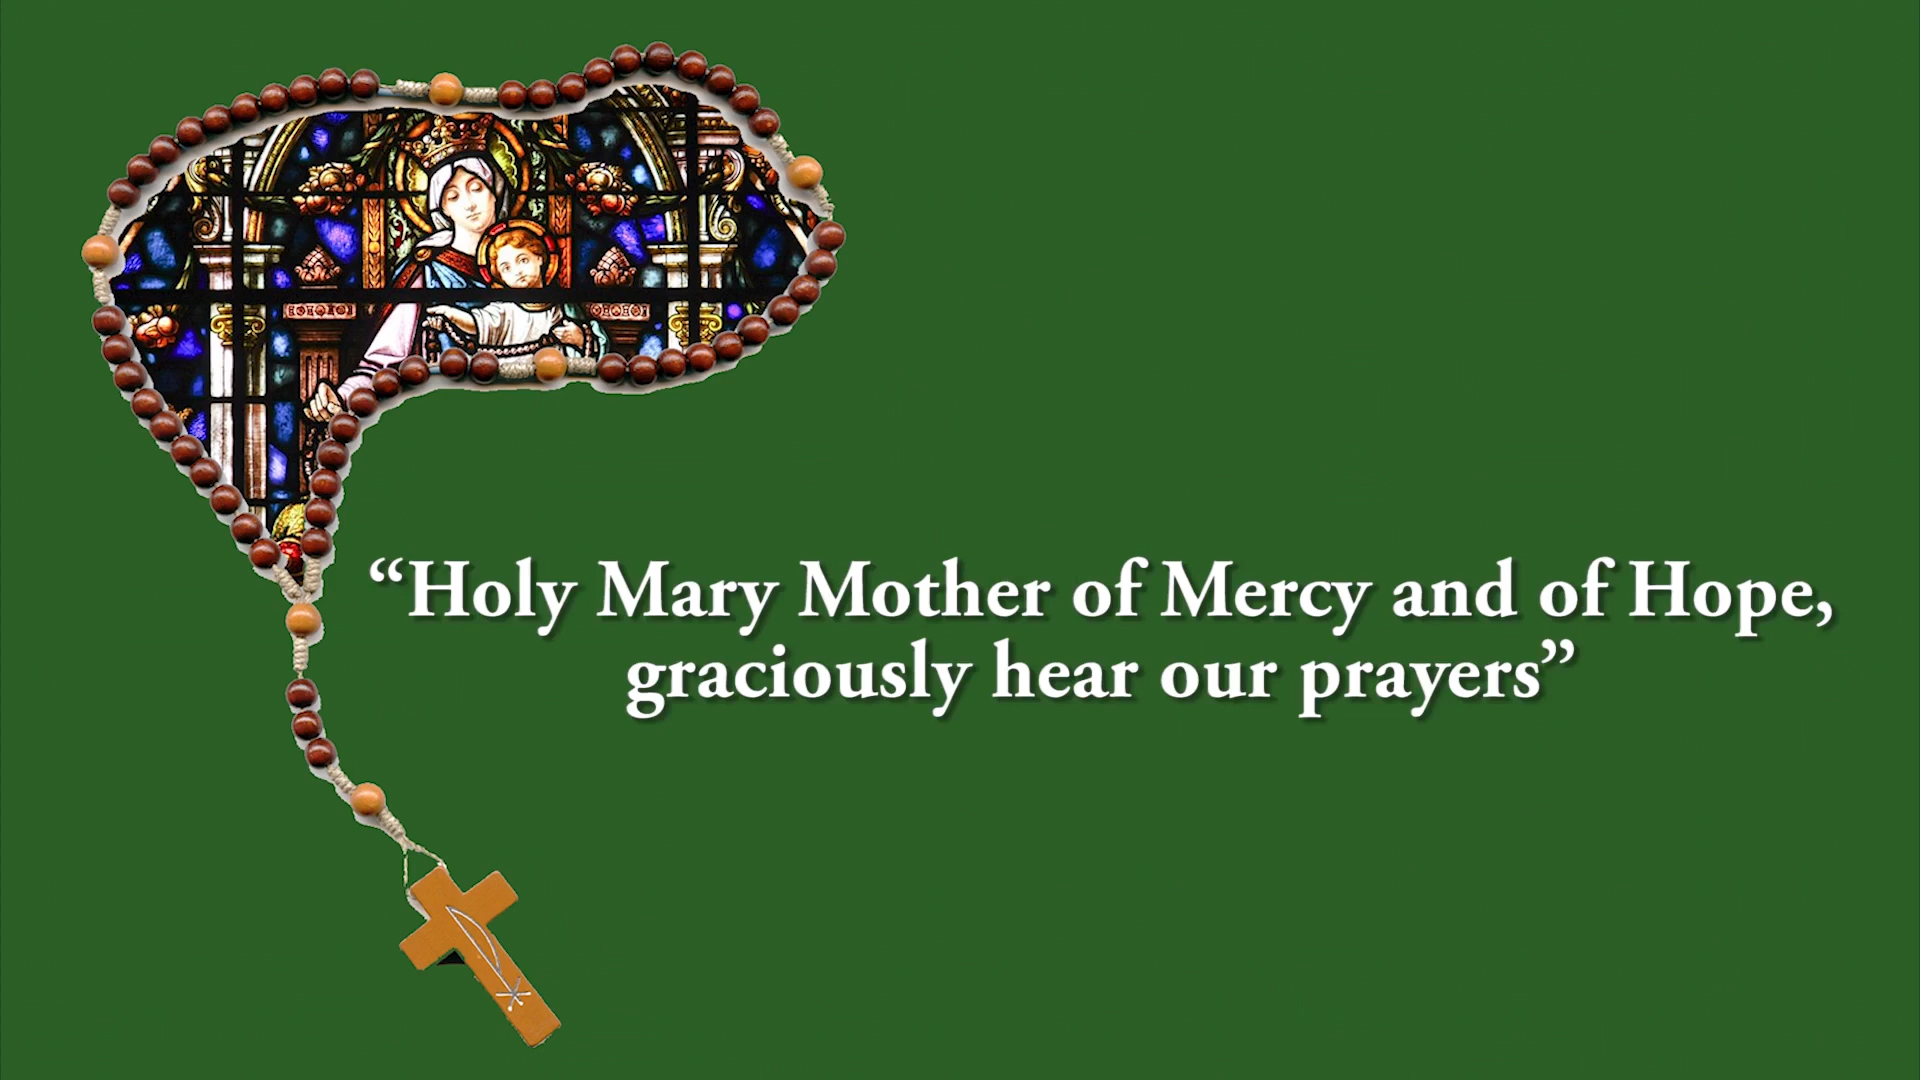 “Holy Mary Mother of Mercy and of Hope,
graciously hear our prayers”